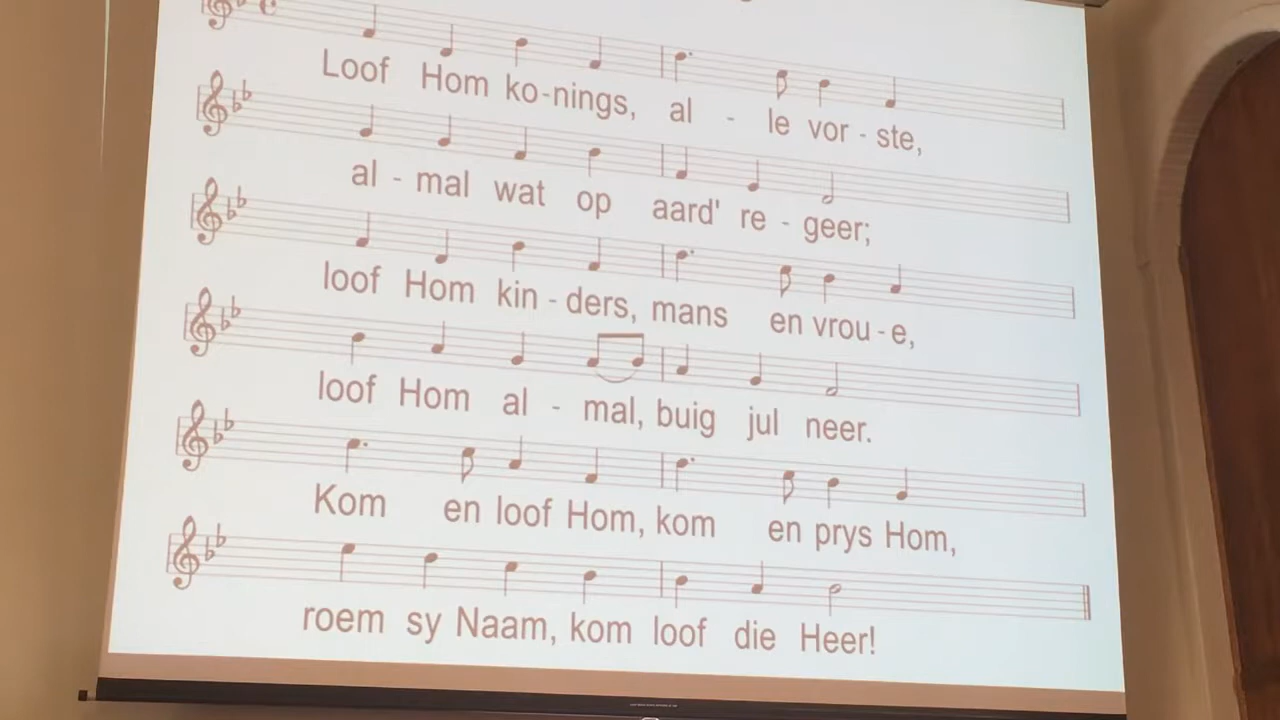 Loof Hom ko-nings, al - le vor - ste,
al - mal wat op aard' re - geer;
loof Hom kin - ders, mans en vrou - e,
loof Hom al - mal, buig jul neer.
Kom en loof Hom, kom en prys Hom,
roem sy Naam, kom loof die Heer!